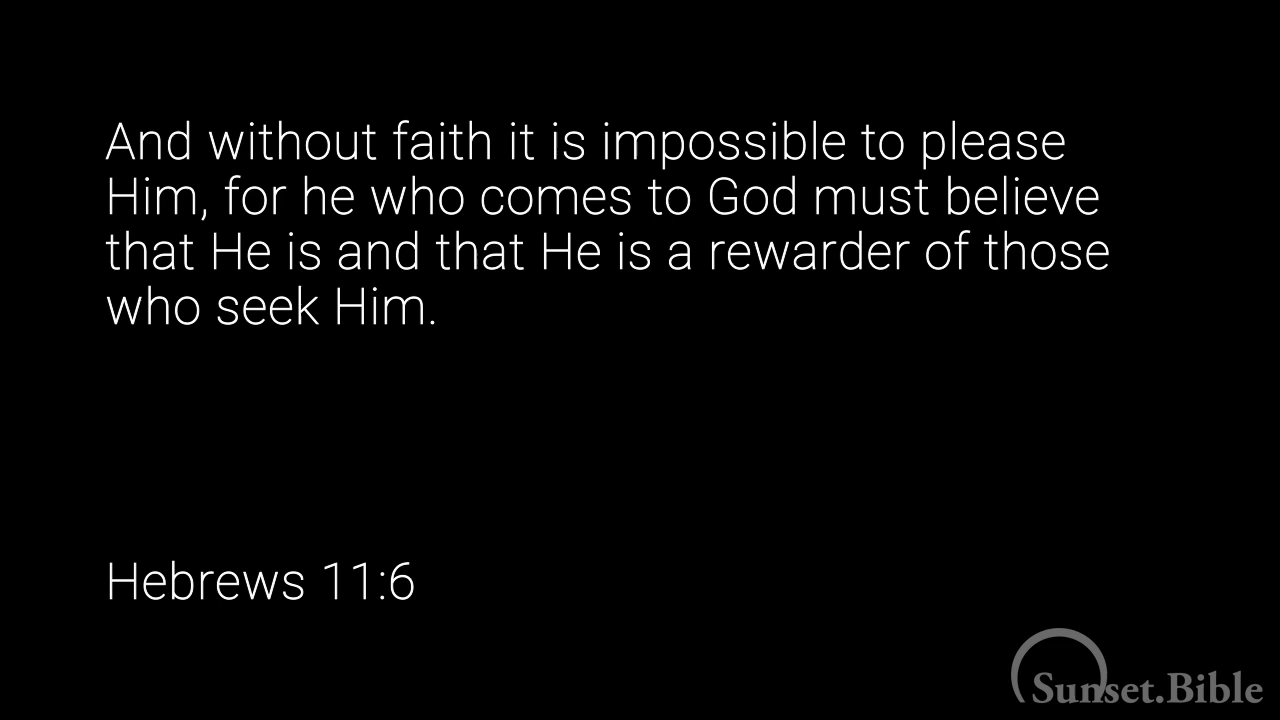 And without faith it is impossible to please
Him, for he who comes to God must believe
that He is and that He is a rewarder of those
who seek Him.
Hebrews 11:6
Sunset.Bible